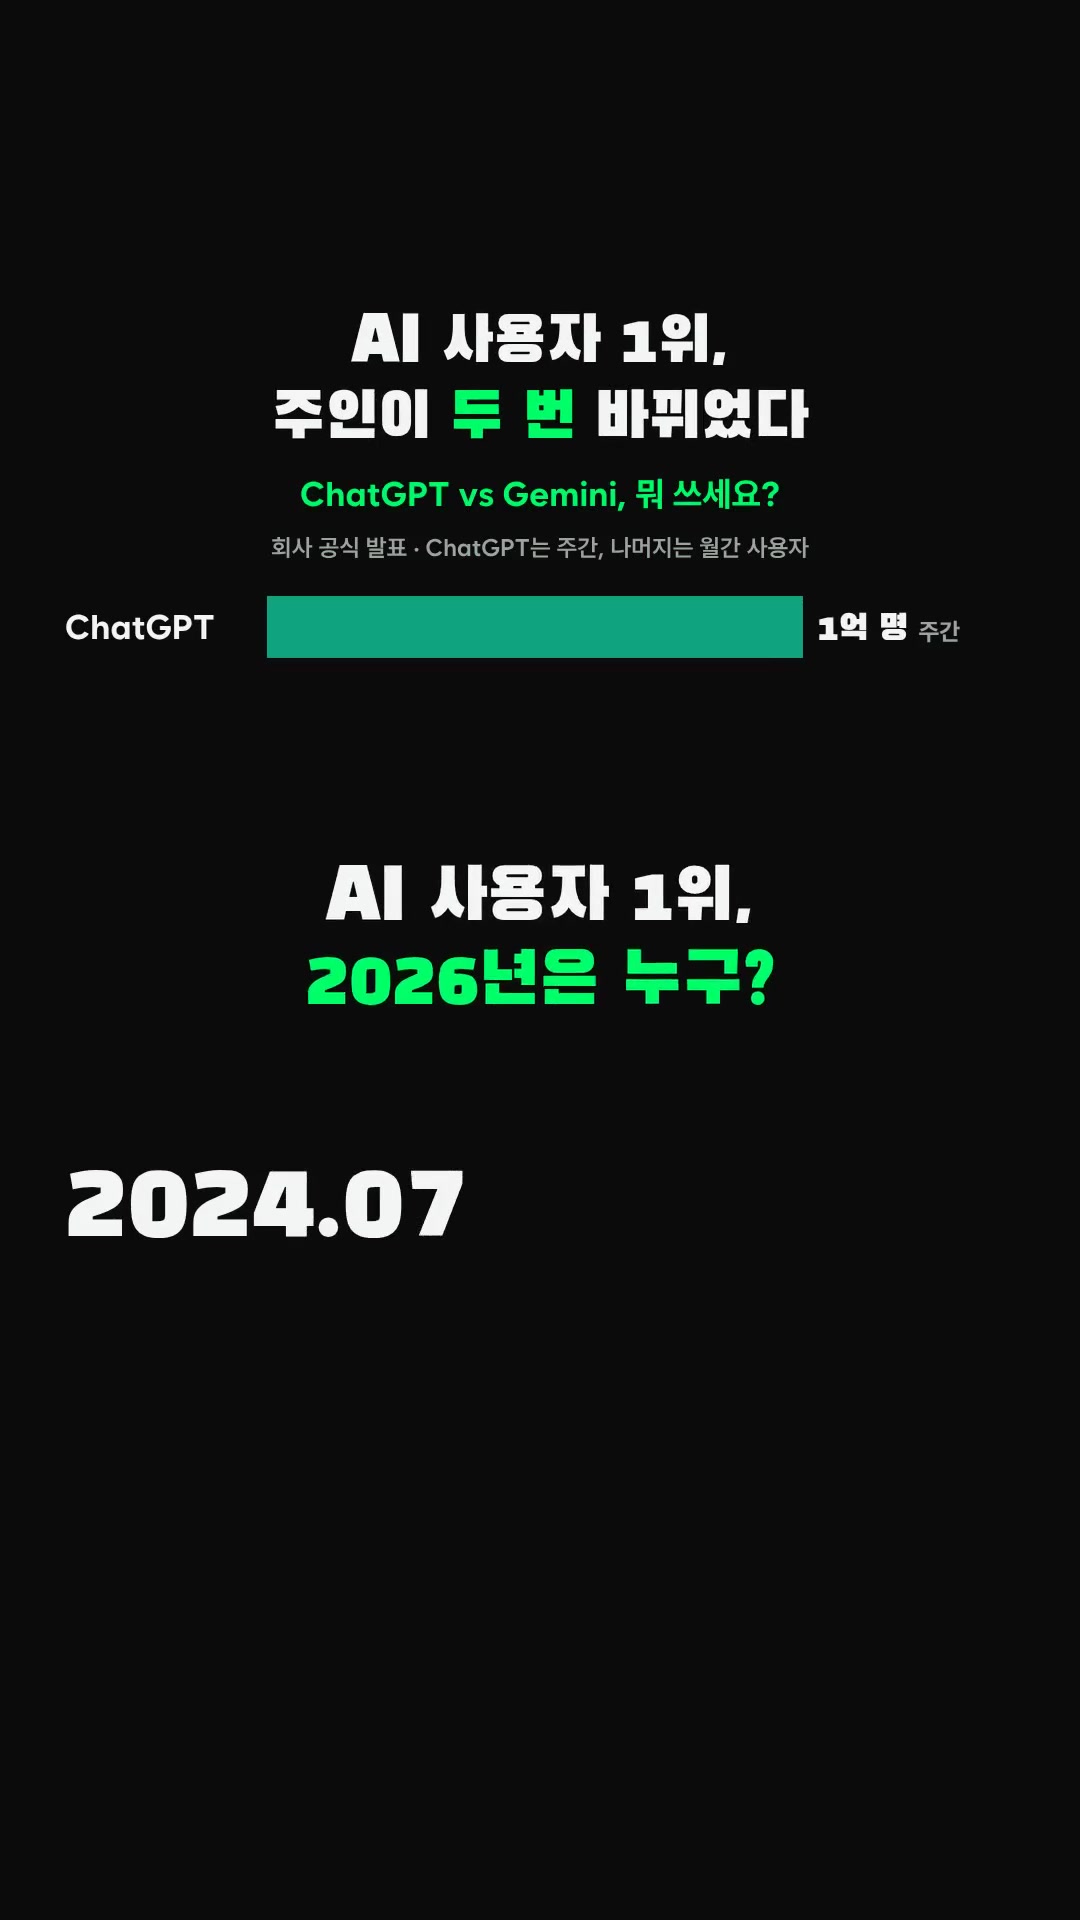 AI 사용자 1위,
주인이 두 번 바뀌었다
ChatGPT vs Gemini, 뭐 쓰세요?
회사 공식 발표 · ChatGPT는 주간, 나머지는 월간 사용자
ChatGPT 1억 명 주간
AI 사용자 1위,
2026년은 누구?
2024.07